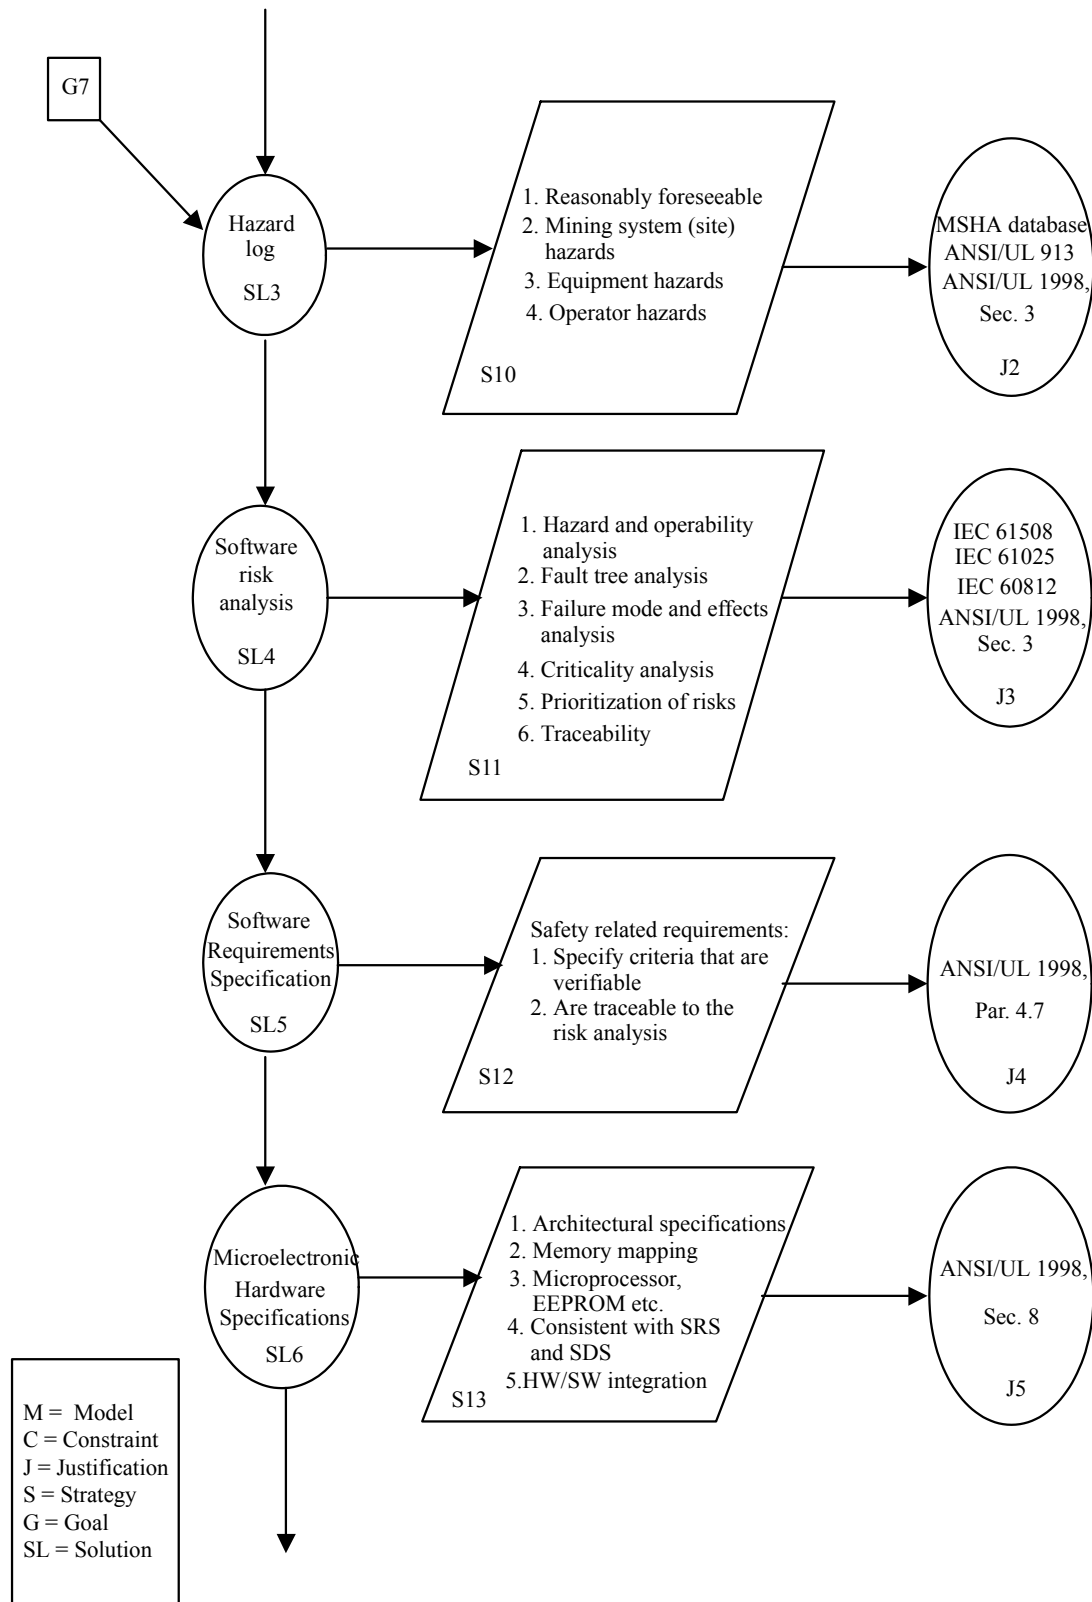 G7
Hazard
log
SL3
1. Reasonably foreseeable
2. Mining system (site)
hazards
3. Equipment hazards
4. Operator hazards
S10
MSHA database
ANSI/UL 913
ANSI/UL 1998,
Sec. 3
J2
Software
risk
analysis
SL4
1. Hazard and operability
analysis
2. Fault tree analysis
3. Failure mode and effects
analysis
4. Criticality analysis
5. Prioritization of risks
6. Traceability
S11
IEC 61508
IEC 61025
IEC 60812
ANSI/UL 1998,
Sec. 3
J3
Software
Requirements
Specification
SL5
Safety related requirements:
1. Specify criteria that are
verifiable
2. Are traceable to the
risk analysis
S12
ANSI/UL 1998,
Par. 4.7
J4
Microelectronic
Hardware
Specifications
SL6
1. Architectural specifications
2. Memory mapping
3. Microprocessor,
EEPROM etc.
4. Consistent with SRS
and SDS
5.HW/SW integration
S13
ANSI/UL 1998,
Sec. 8
J5
M =  Model
C = Constraint
J = Justification
S = Strategy
G = Goal
SL = Solution